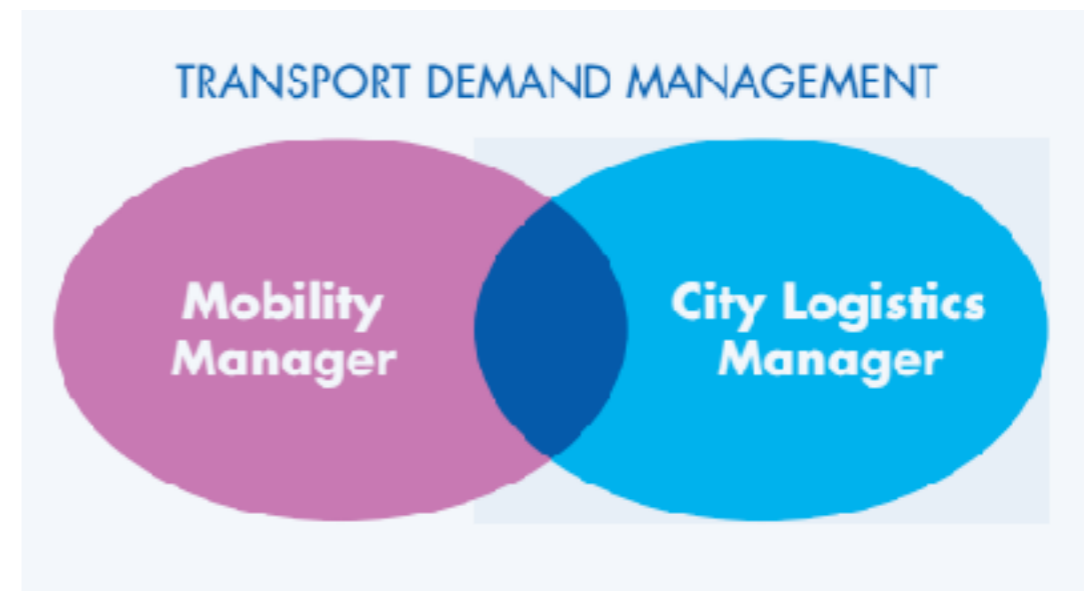 TRANSPORT DEMAND MANAGEMENT
Mobility
Manager
City Logistics
Manager